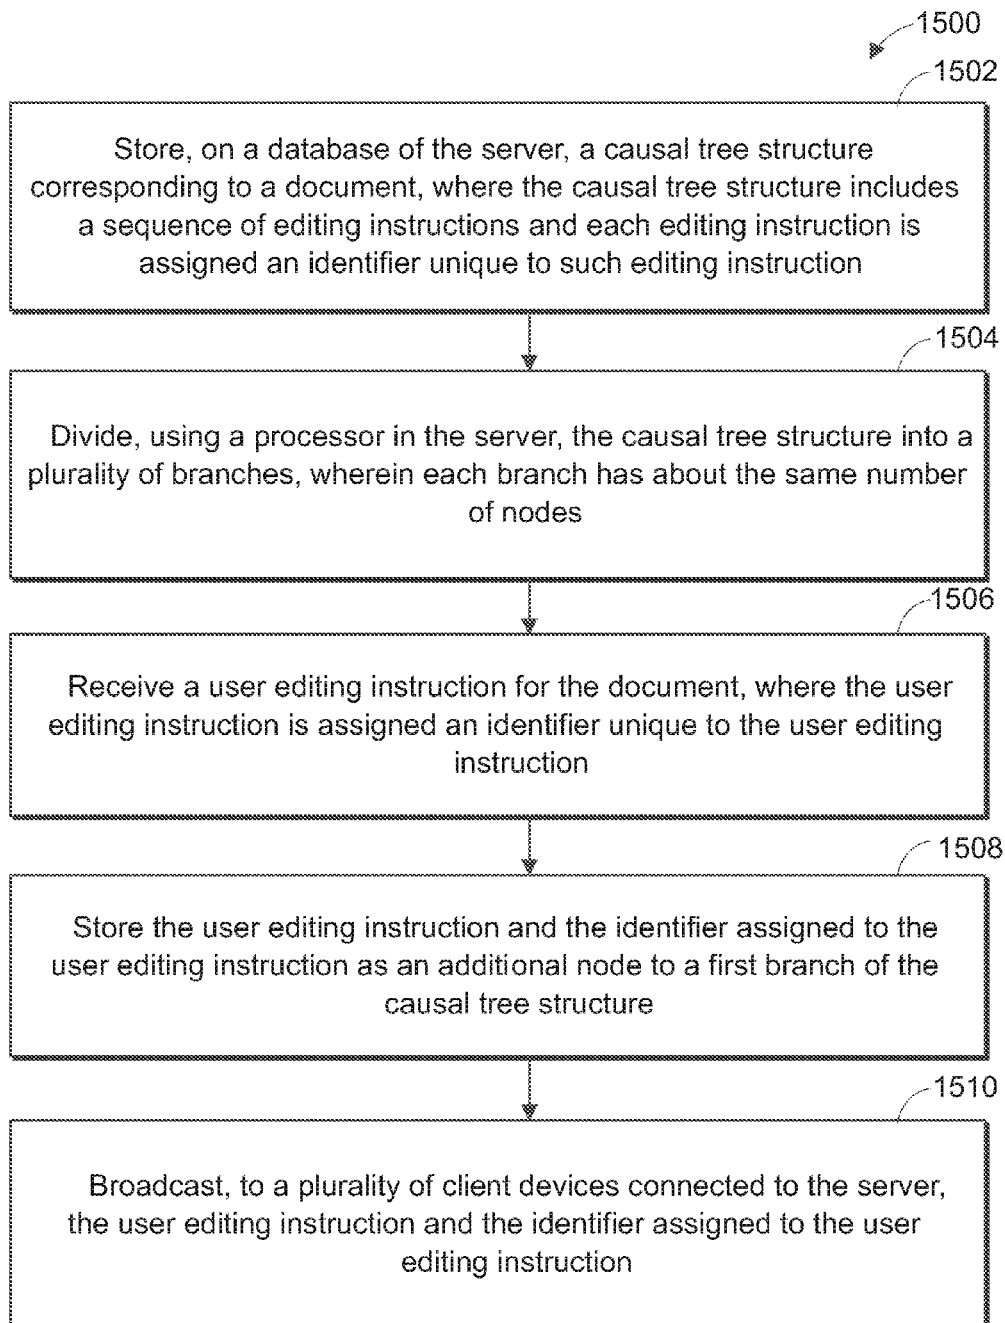 1500
1502
Store, on a database of the server, a causal tree structure
corresponding to a document, where the causal tree structure includes
a sequence of editing instructions and each editing instruction is
assigned an identifier unique to such editing instruction
1504
Divide, using a processor in the server, the causal tree structure into a
plurality of branches, wherein each branch has about the same number
of nodes
1506
Receive a user editing instruction for the document, where the user
editing instruction is assigned an identifier unique to the user editing
instruction
1508
Store the user editing instruction and the identifier assigned to the
user editing instruction as an additional node to a first branch of the
causal tree structure
1510
Broadcast, to a plurality of client devices connected to the server,
the user editing instruction and the identifier assigned to the user
editing instruction